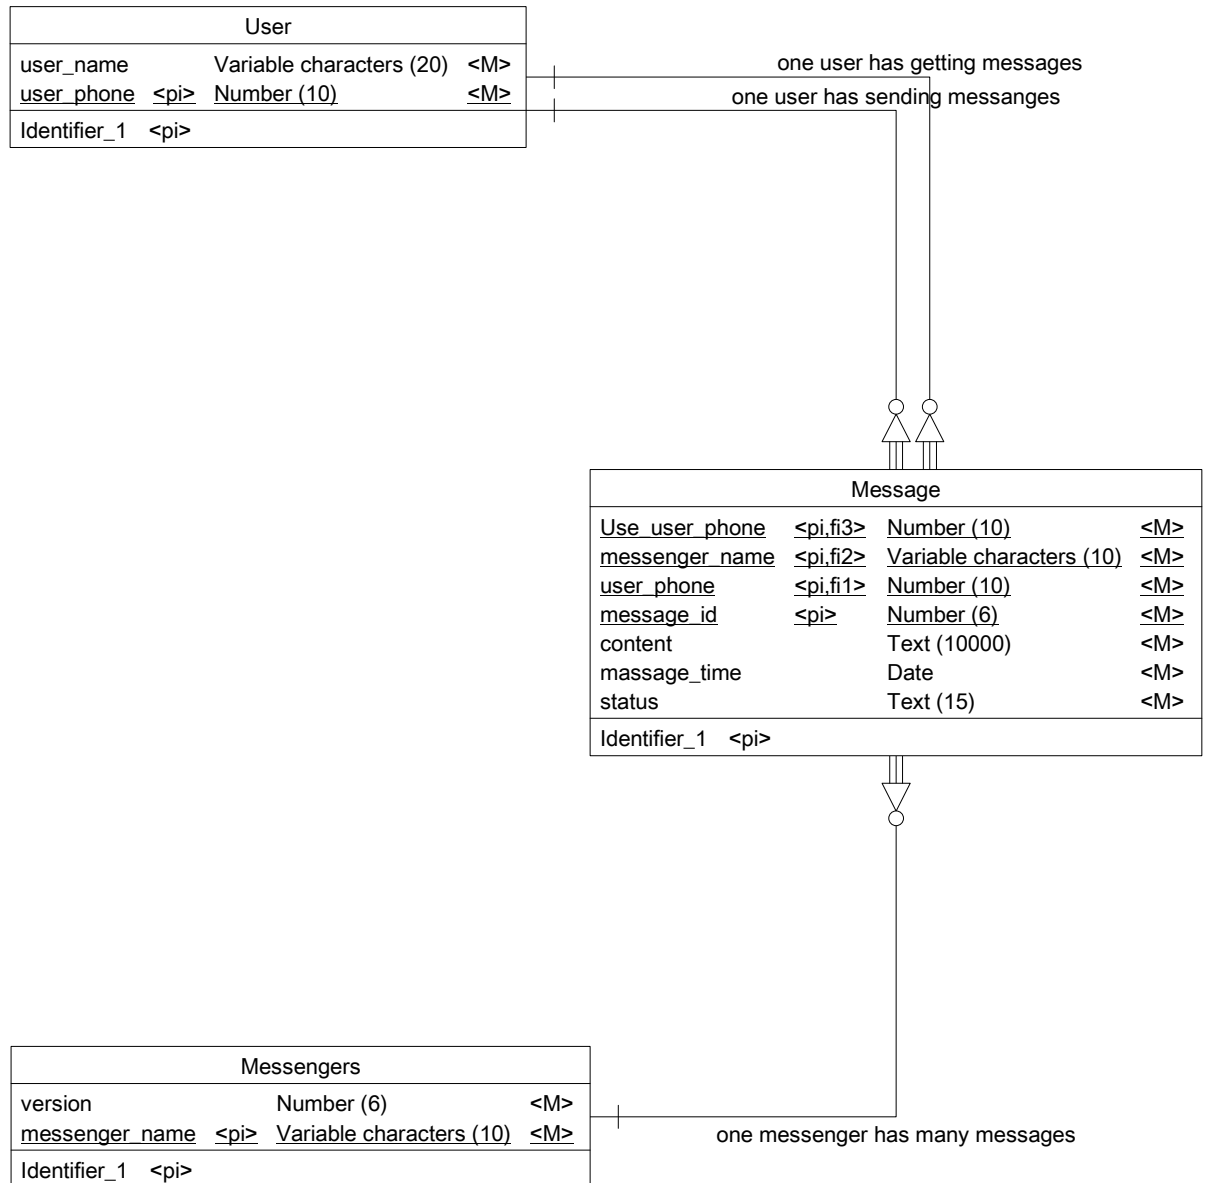 User
user_name Variable characters (20) <M>
user_phone <pi> Number (10) <M>
Identifier_1 <pi>
one user has getting messages
one user has sending messanges
Message
Use_user_phone <pi,fi3> Number (10) <M>
messenger_name <pi,fi2> Variable characters (10) <M>
user_phone <pi,fi1> Number (10) <M>
message_id <pi> Number (6) <M>
content Text (10000) <M>
massage_time Date <M>
status Text (15) <M>
Identifier_1 <pi>
Messengers
version Number (6) <M>
messenger_name <pi> Variable characters (10) <M>
Identifier_1 <pi>
one messenger has many messages